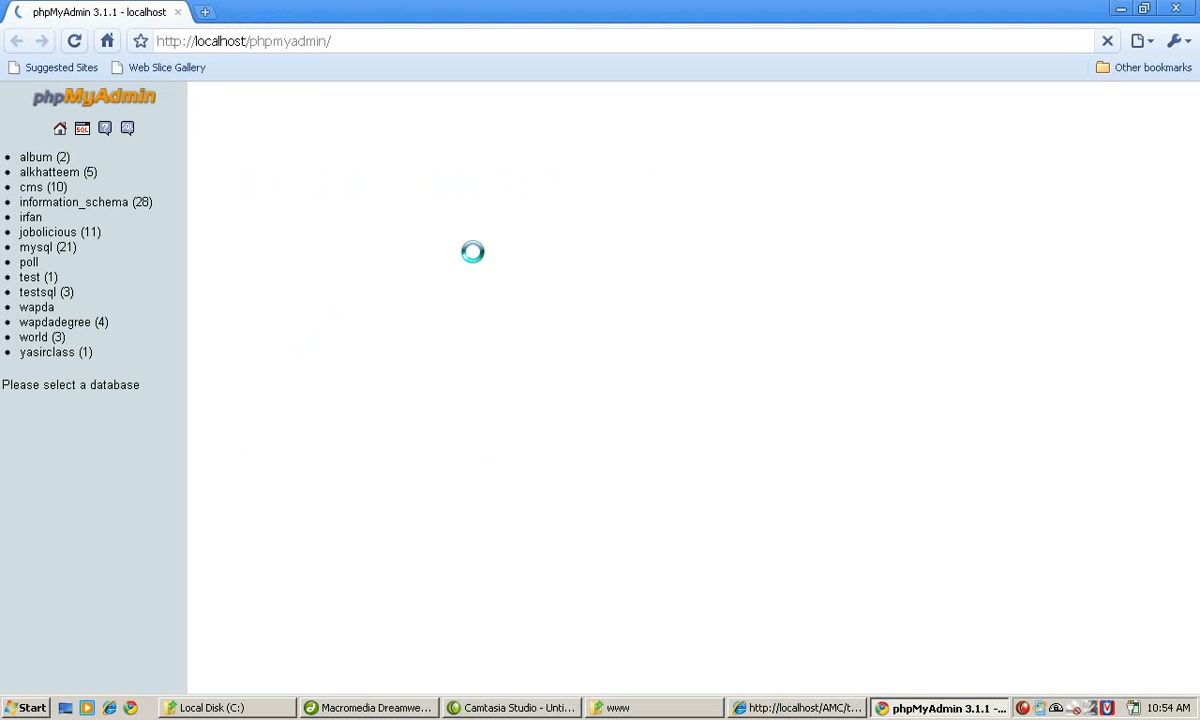 phpMyAdmin 3.1.1 - localhost
http://localhost/phpmyadmin/
Suggested Sites
Web Slice Gallery
Other bookmarks
phpMyAdmin
SQL
album (2)
alkhatteem (5)
cms (10)
information_schema (28)
irfan
jobolicious (11)
mysql (21)
poll
test (1)
testsql (3)
wapda
wapdadegree (4)
world (3)
yasirclass (1)
Please select a database
Start
Local Disk (C:)
Macromedia Dreamwe...
Camtasia Studio - Unti...
www
http://localhost/AMC/t...
phpMyAdmin 3.1.1 -...
10:54 AM